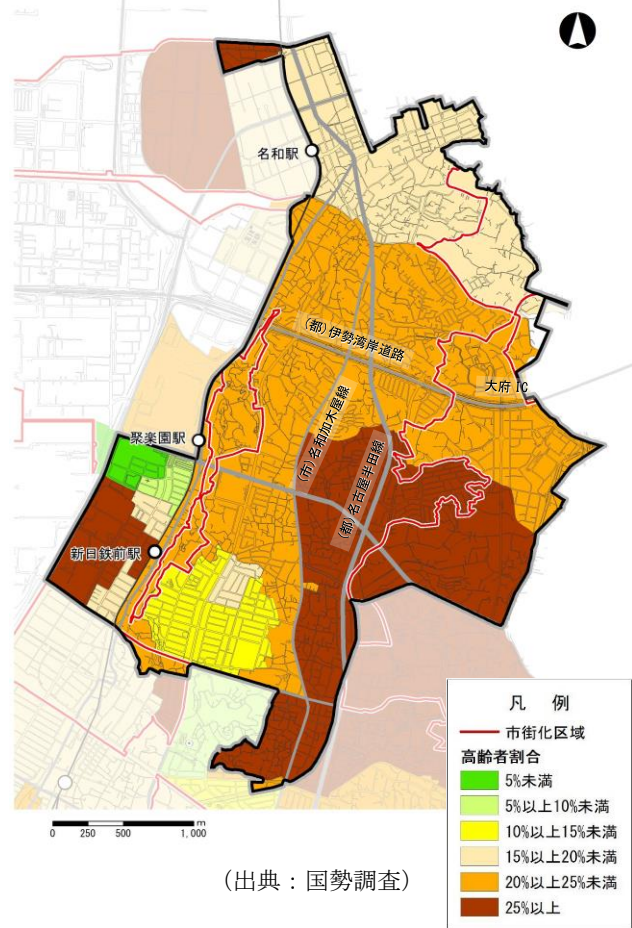 名和駅
(都)伊勢湾岸道路
大府 IC
聚楽園駅
(市)名和加木屋線
(都)名古屋半田線
新日鉄前駅
凡 例
市街化区域
高齢者割合
5%未満
5%以上10%未満
10%以上15%未満
15%以上20%未満
20%以上25%未満
25%以上
m
0 250 500 1,000
(出典：国勢調査)